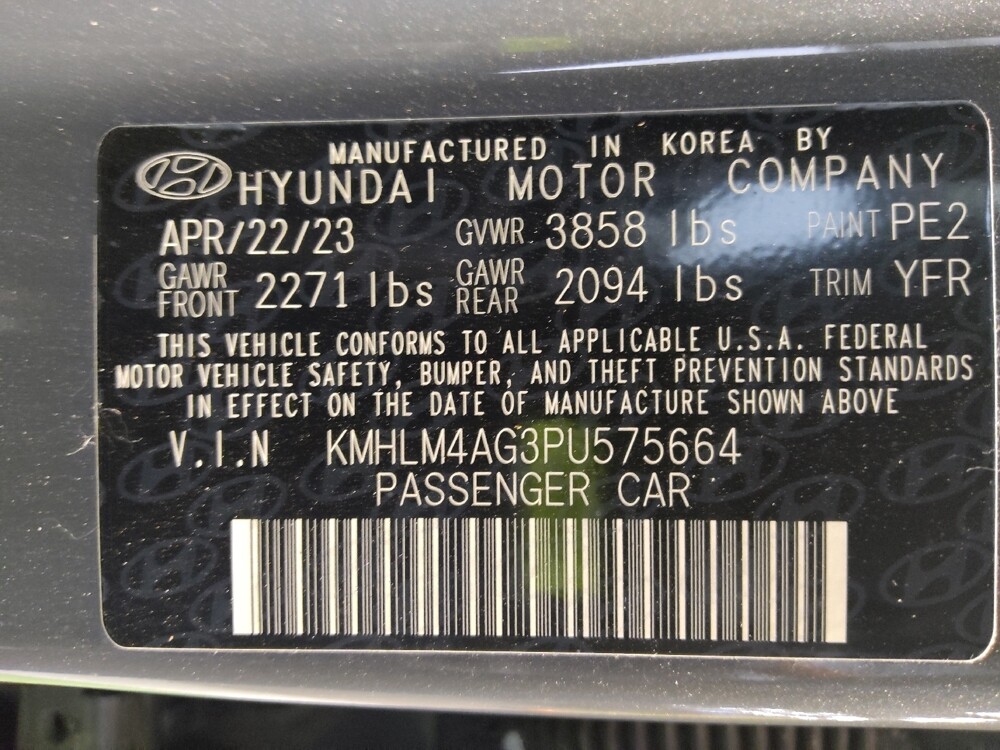 MANUFACTURED IN KOREA BY
HYUNDAI MOTOR COMPANY
APR/22/23 GVWR 3858 lbs PAINT PE2
GAWR FRONT 2271 lbs GAWR REAR 2094 lbs TRIM YFR
THIS VEHICLE CONFORMS TO ALL APPLICABLE U.S.A. FEDERAL
MOTOR VEHICLE SAFETY, BUMPER, AND THEFT PREVENTION STANDARDS
IN EFFECT ON THE DATE OF MANUFACTURE SHOWN ABOVE
V.I.N KMHLM4AG3PU575664
PASSENGER CAR